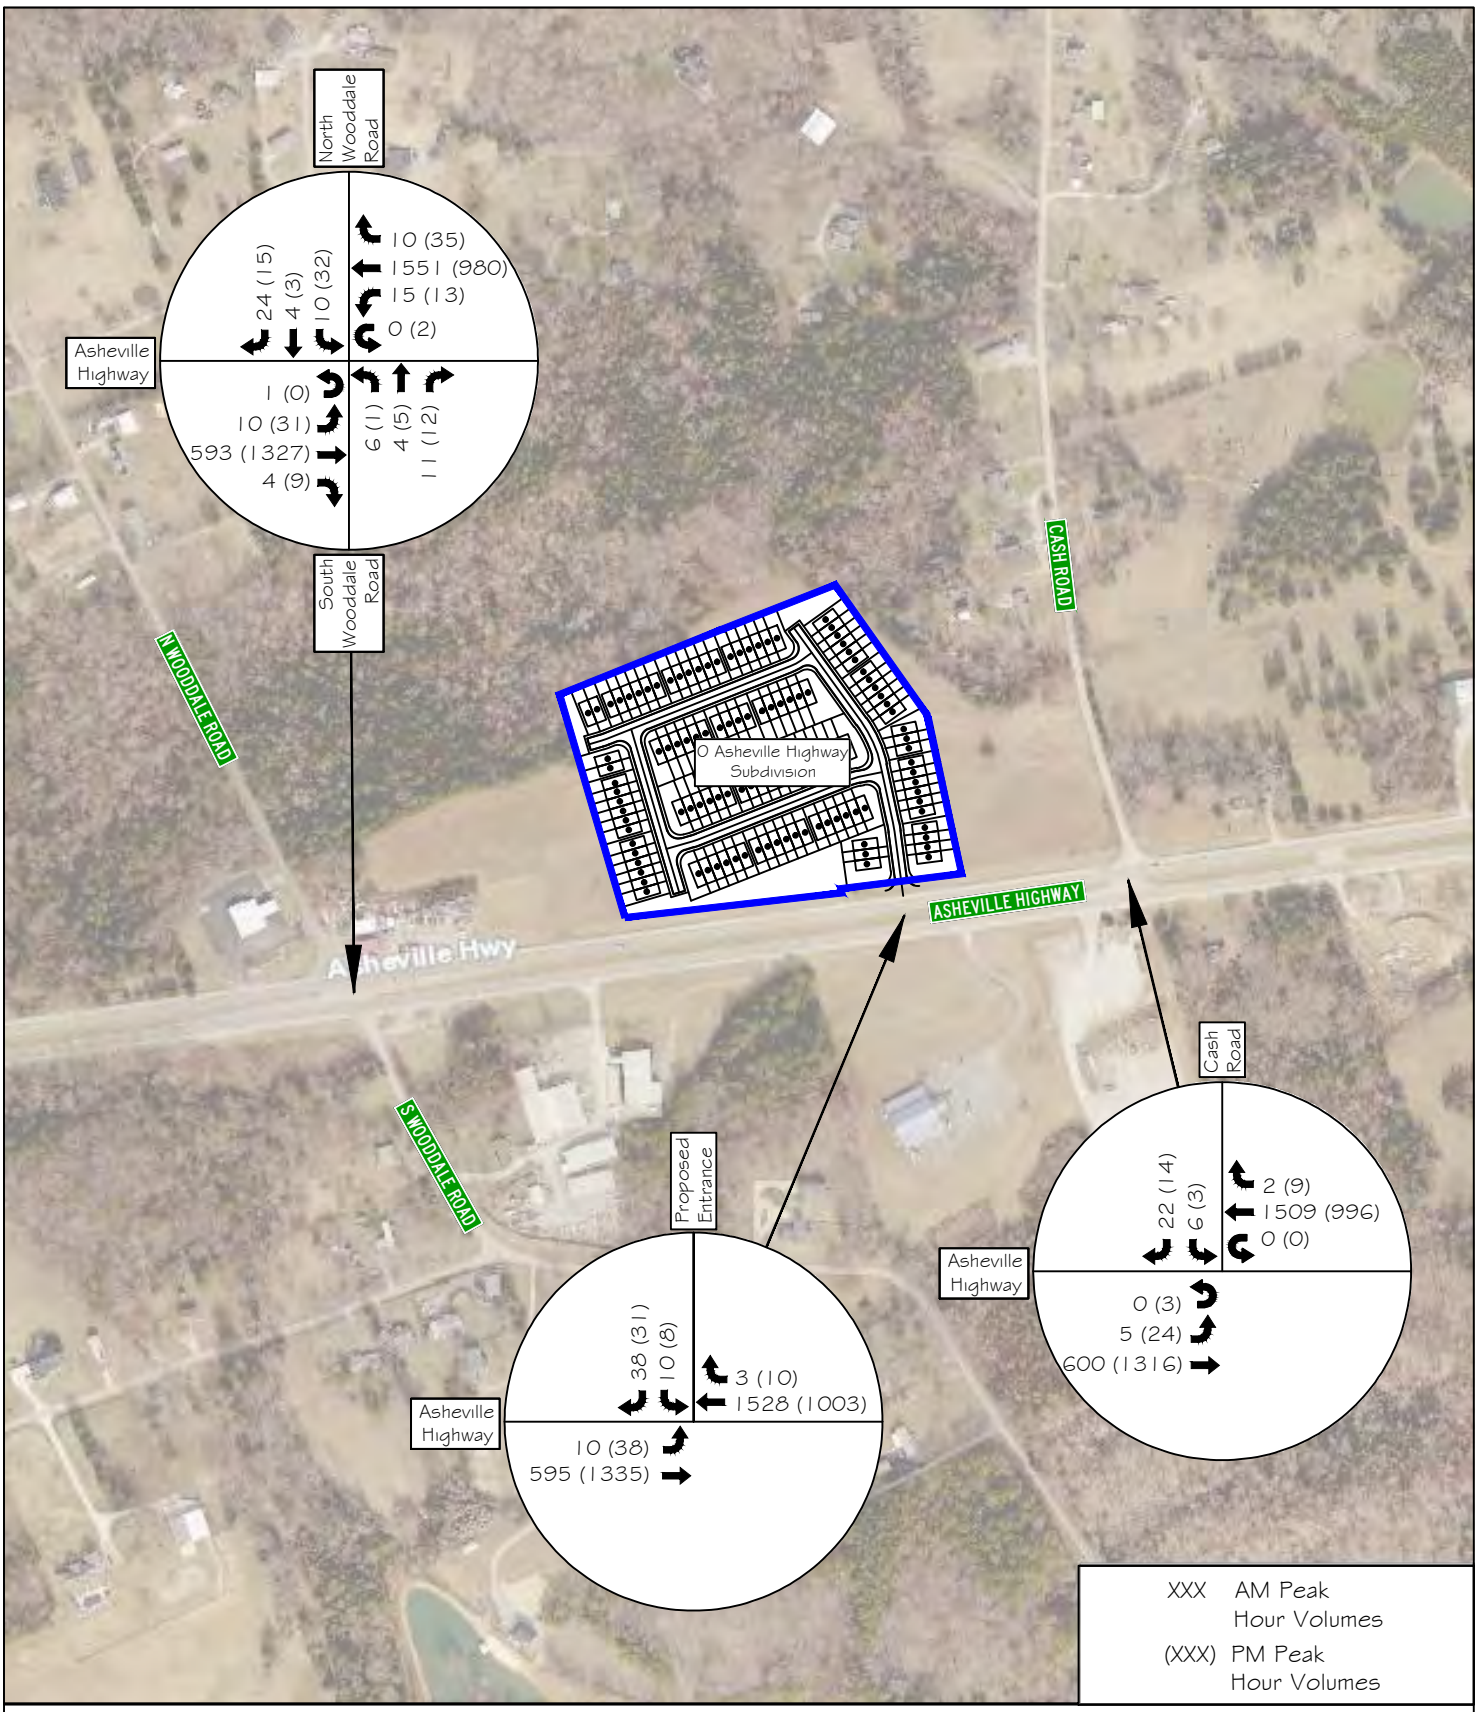 North
Wooddale
Road
24 (15)
4 (3)
10 (32)
10 (35)
1551 (980)
15 (13)
0 (2)
Asheville
Highway
1 (0)
10 (31)
593 (1327)
4 (9)
6 (1)
4 (5)
11 (12)
South
Wooddale
Road
CASH ROAD
N WOODDALE ROAD
0 Asheville Highway
Subdivision
ASHEVILLE HIGHWAY
Asheville Hwy
S WOODDALE ROAD
Proposed
Entrance
38 (31)
10 (8)
3 (10)
1528 (1003)
Asheville
Highway
10 (38)
595 (1335)
Cash
Road
22 (14)
6 (3)
2 (9)
1509 (996)
0 (0)
Asheville
Highway
0 (3)
5 (24)
600 (1316)
XXX AM Peak
Hour Volumes
(XXX) PM Peak
Hour Volumes